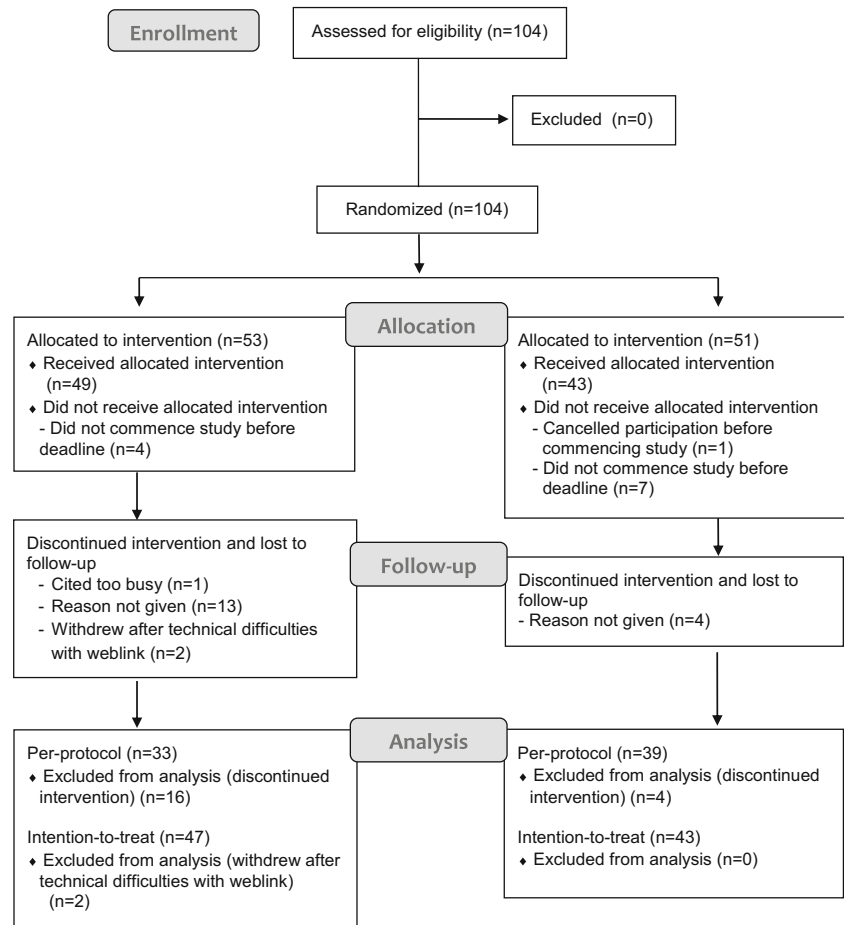 Enrollment
Assessed for eligibility (n=104)
Excluded (n=0)
Randomized (n=104)
Allocation
Allocated to intervention (n=53)
♦ Received allocated intervention
(n=49)
♦ Did not receive allocated intervention
- Did not commence study before
deadline (n=4)
Allocated to intervention (n=51)
♦ Received allocated intervention
(n=43)
♦ Did not receive allocated intervention
- Cancelled participation before
commencing study (n=1)
- Did not commence study before
deadline (n=7)
Follow-up
Discontinued intervention and lost to
follow-up
- Cited too busy (n=1)
- Reason not given (n=13)
- Withdrew after technical difficulties
with weblink (n=2)
Discontinued intervention and lost to
follow-up
- Reason not given (n=4)
Analysis
Per-protocol (n=33)
♦ Excluded from analysis (discontinued
intervention) (n=16)
Intention-to-treat (n=47)
♦ Excluded from analysis (withdrew after
technical difficulties with weblink)
(n=2)
Per-protocol (n=39)
♦ Excluded from analysis (discontinued
intervention) (n=4)
Intention-to-treat (n=43)
♦ Excluded from analysis (n=0)